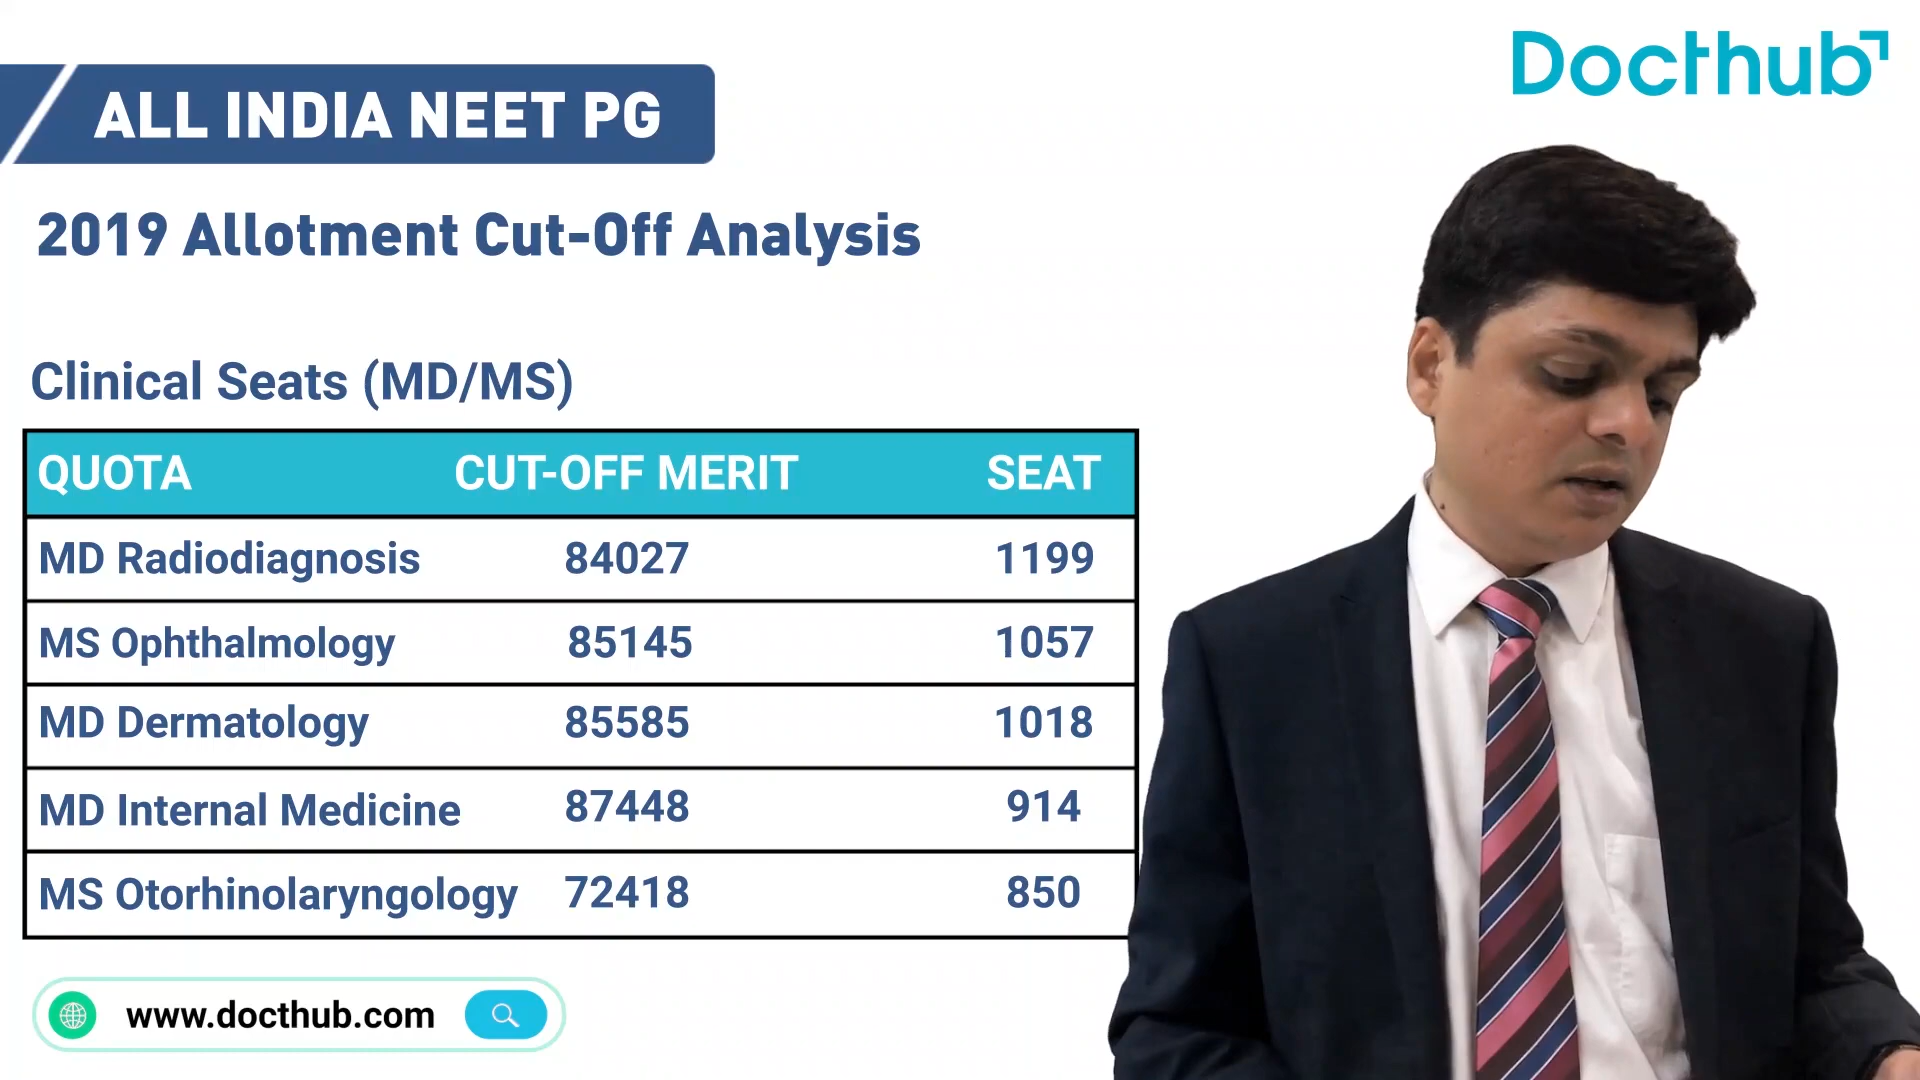 Docthub
ALL INDIA NEET PG
2019 Allotment Cut-Off Analysis
Clinical Seats (MD/MS)
QUOTA CUT-OFF MERIT SEAT
MD Radiodiagnosis 84027 1199
MS Ophthalmology 85145 1057
MD Dermatology 85585 1018
MD Internal Medicine 87448 914
MS Otorhinolaryngology 72418 850
www.docthub.com